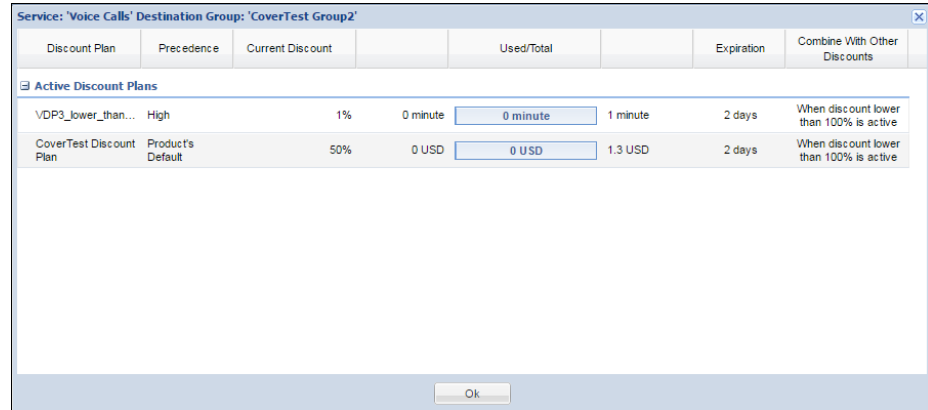 Service: 'Voice Calls' Destination Group: 'CoverTest Group2'
Discount Plan Precedence Current Discount Used/Total Expiration Combine With Other Discounts
Active Discount Plans
VDP3_lower_than... High 1% 0 minute 0 minute 1 minute 2 days When discount lower than 100% is active
CoverTest Discount Plan Product's Default 50% 0 USD 0 USD 1.3 USD 2 days When discount lower than 100% is active
Ok